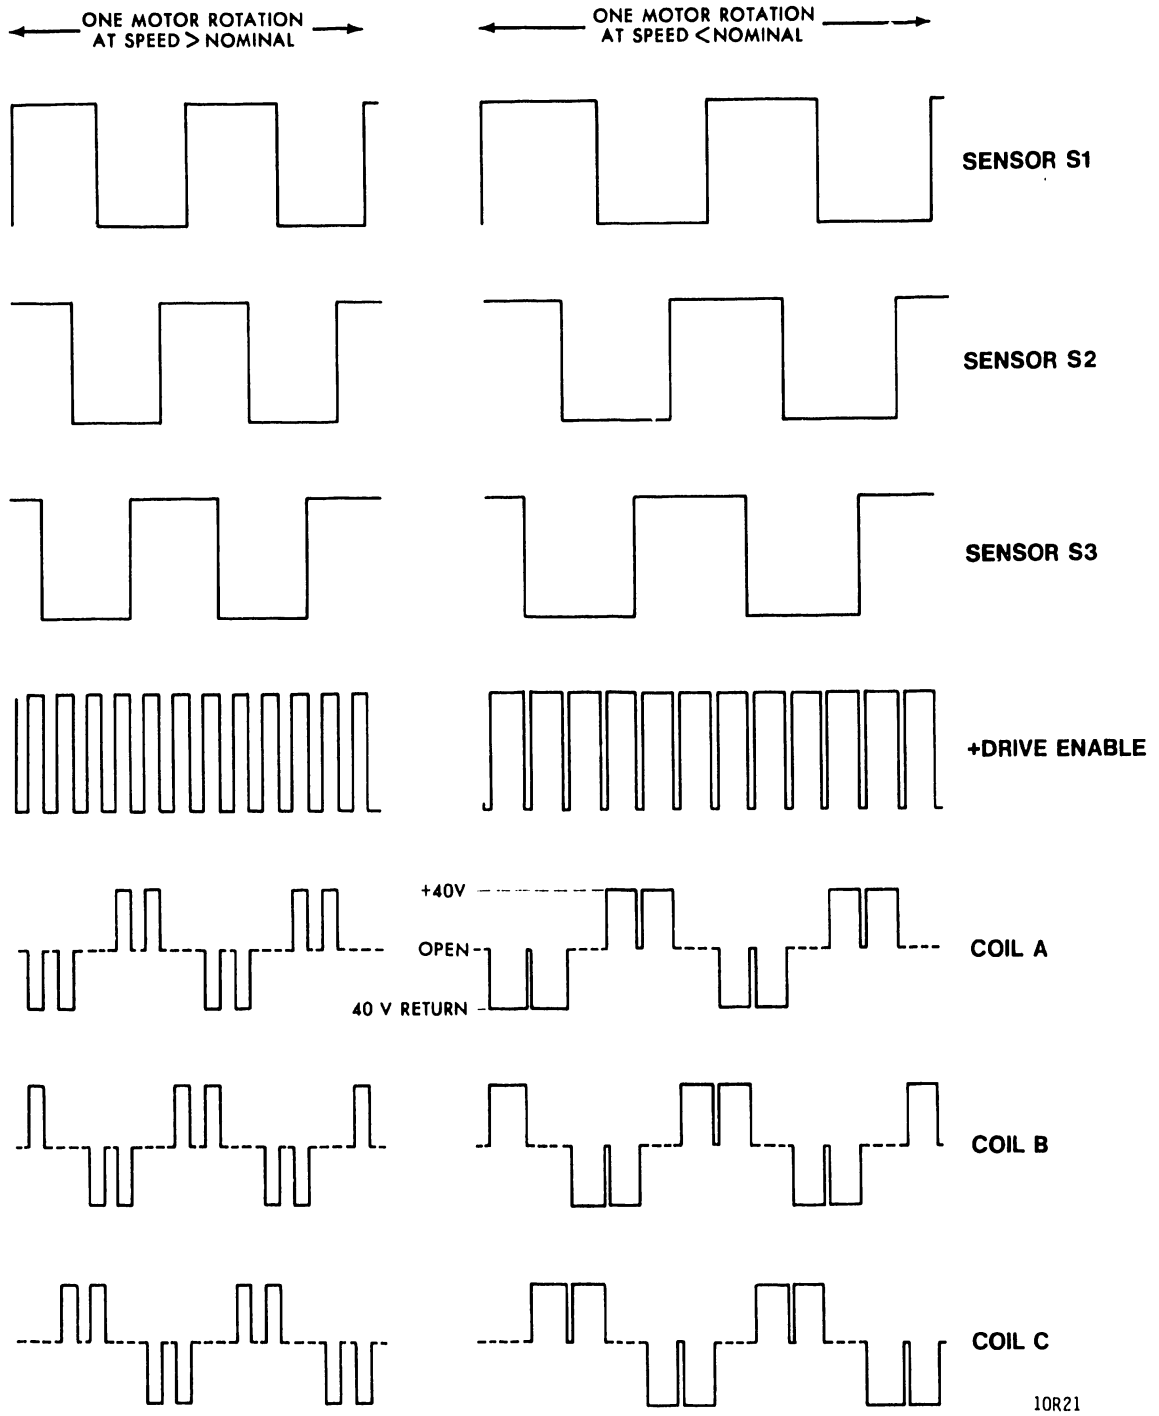 ONE MOTOR ROTATION
AT SPEED > NOMINAL
ONE MOTOR ROTATION
AT SPEED < NOMINAL
SENSOR S1
SENSOR S2
SENSOR S3
+DRIVE ENABLE
+40V
OPEN
COIL A
40 V RETURN
COIL B
COIL C
10R21